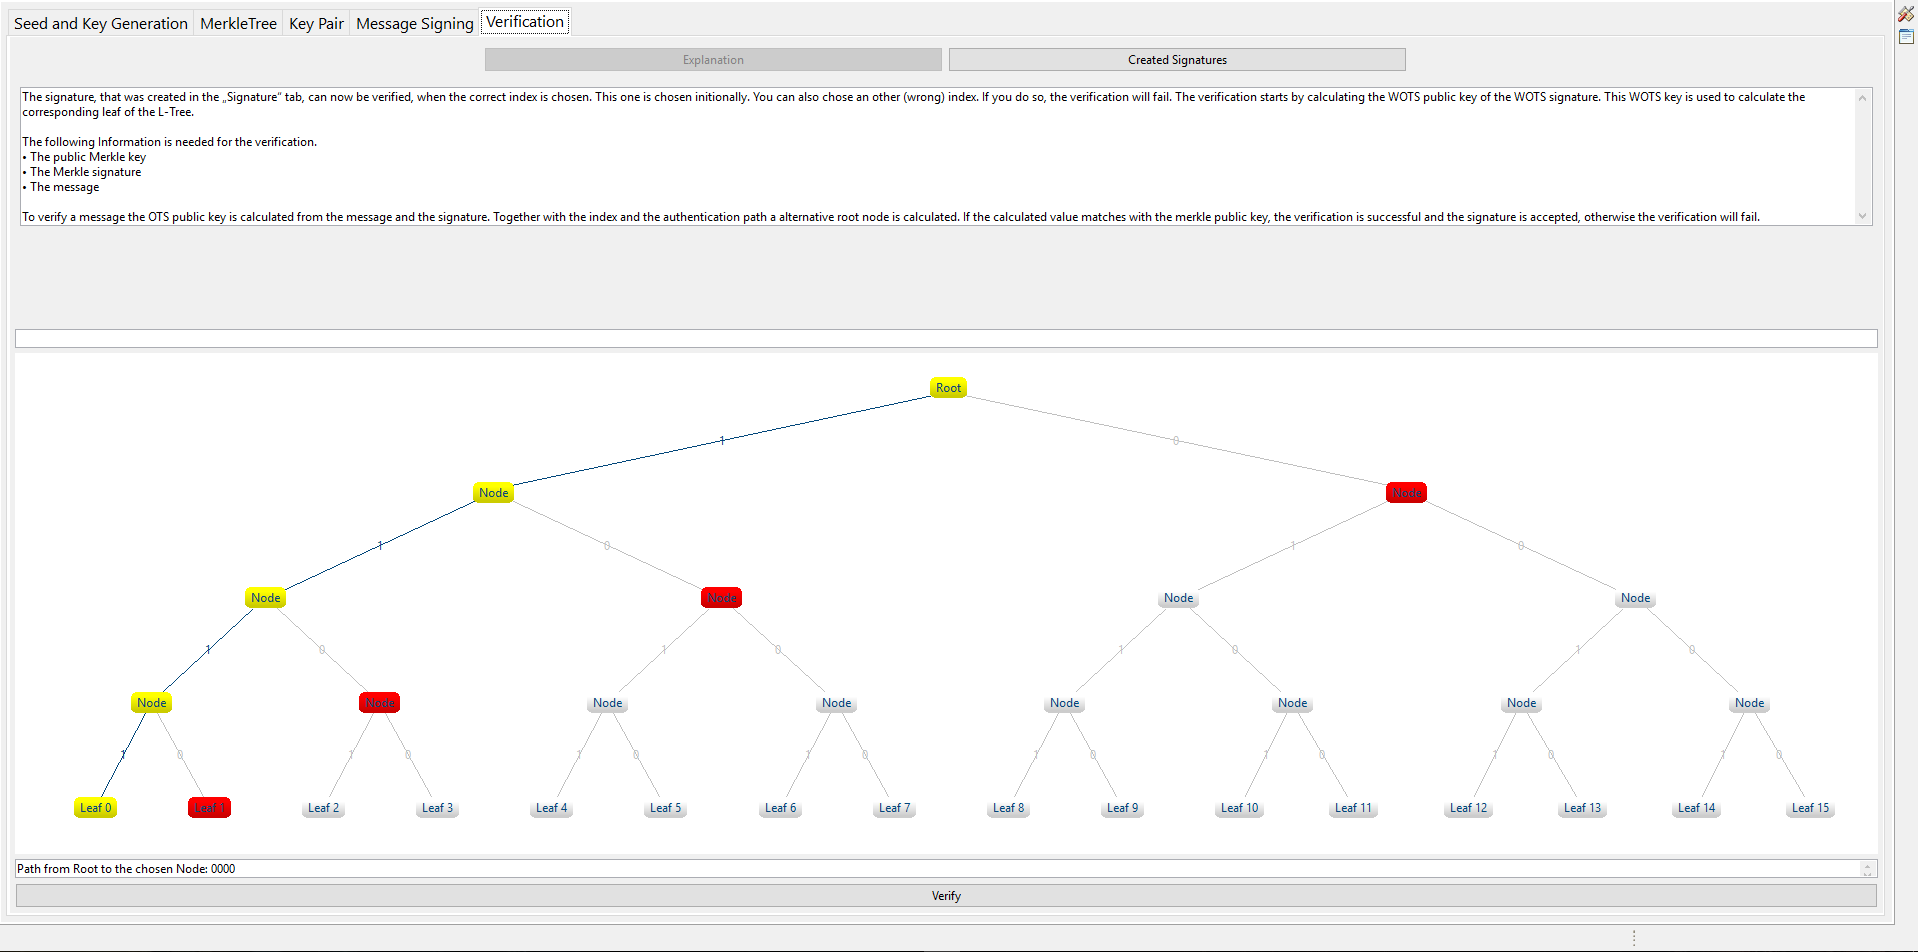 Seed and Key Generation MerkleTree Key Pair Message Signing Verification
Explanation Created Signatures
The signature, that was created in the „Signature“ tab, can now be verified, when the correct index is chosen. This one is chosen initionally. You can also chose an other (wrong) index. If you do so, the verification will fail. The verification starts by calculating the WOTS public key of the WOTS signature. This WOTS key is used to calculate the
corresponding leaf of the L-Tree.
The following Information is needed for the verification.
• The public Merkle key
• The Merkle signature
• The message
To verify a message the OTS public key is calculated from the message and the signature. Together with the index and the authentication path a alternative root node is calculated. If the calculated value matches with the merkle public key, the verification is successful and the signature is accepted, otherwise the verification will fail.
Root
1 0
Node Node
1 0 1 0
Node Node Node Node
1 0 1 0 1 0 1 0
Node Node Node Node Node Node Node Node
1 0 1 0 1 0 1 0 1 0 1 0 1 0 1 0
Leaf 0 Leaf 1 Leaf 2 Leaf 3 Leaf 4 Leaf 5 Leaf 6 Leaf 7 Leaf 8 Leaf 9 Leaf 10 Leaf 11 Leaf 12 Leaf 13 Leaf 14 Leaf 15
Path from Root to the chosen Node: 0000
Verify